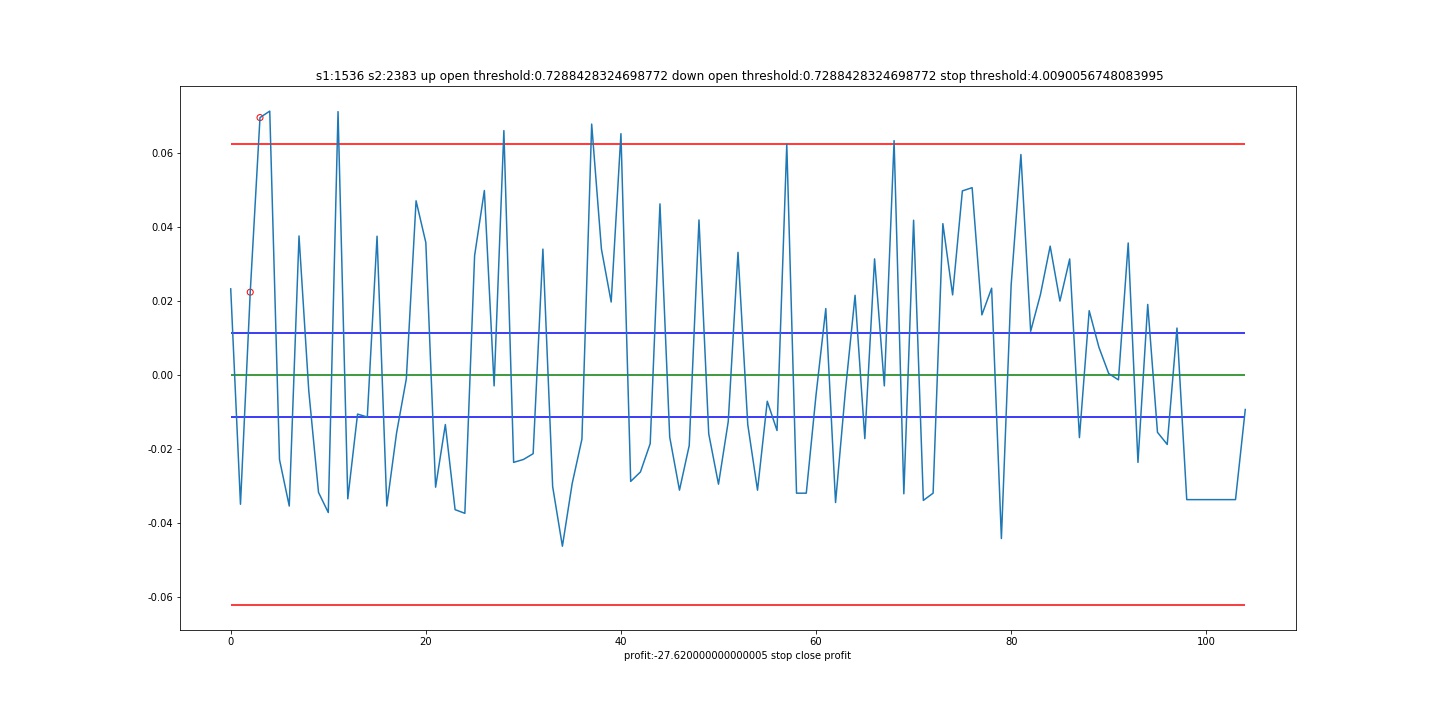 s1:1536 s2:2383 up open threshold:0.7288428324698772 down open threshold:0.7288428324698772 stop threshold:4.0090056748083995
0.06
0.04
0.02
0.00
-0.02
-0.04
-0.06
0 20 40 60 80 100
profit:-27.620000000000005 stop close profit